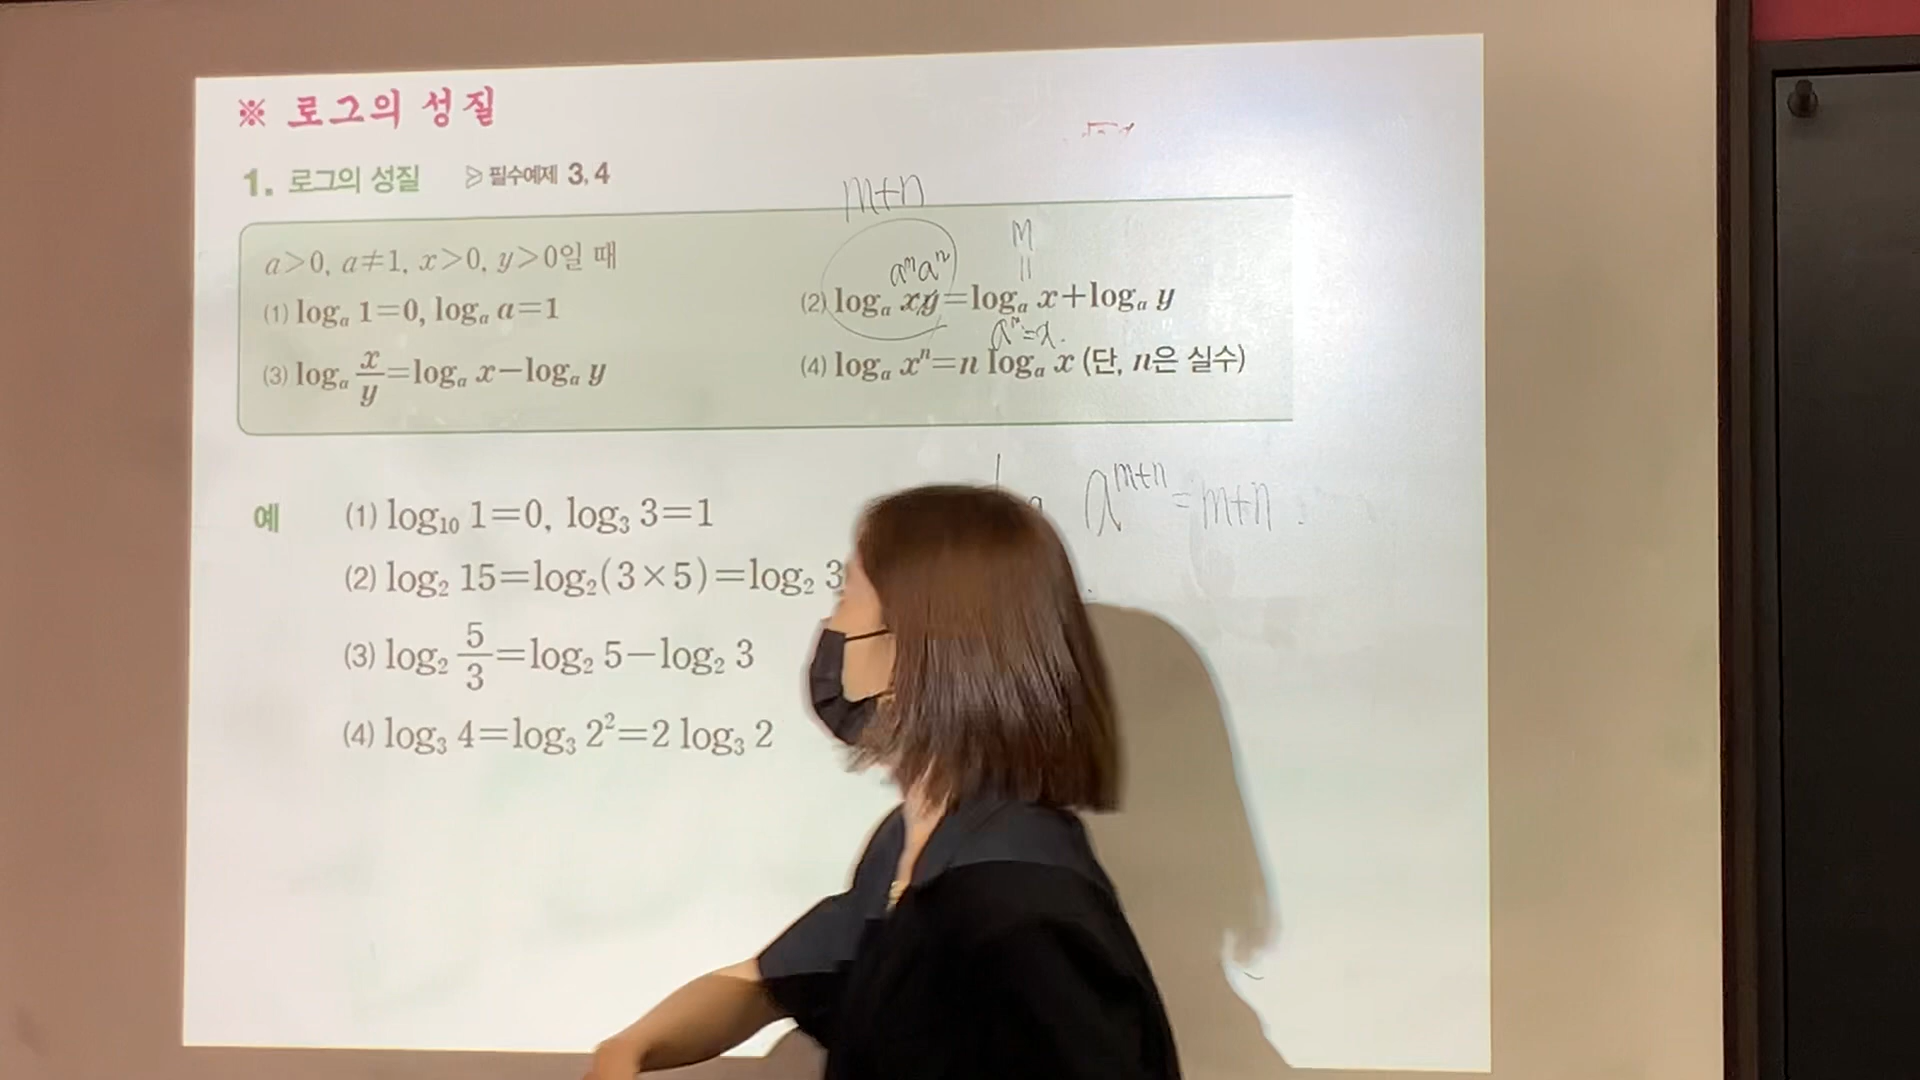 ※ 로그의 성질
1. 로그의 성질 ≫ 필수예제 3, 4
m+n
a>0, a≠1, x>0, y>0일 때
m
=
aᵐaⁿ
(1) logₐ 1=0, logₐ a=1
(2) logₐ xy=logₐ x+logₐ y
aᵐ=x.
(3) logₐ x/y=logₐ x−logₐ y
(4) logₐ xⁿ=n logₐ x (단, n은 실수)
a^{m+n} = m+n
예 (1) log₁₀ 1=0, log₃ 3=1
(2) log₂ 15=log₂(3×5)=log₂ 3
(3) log₂ 5/3=log₂ 5−log₂ 3
(4) log₃ 4=log₃ 2²=2 log₃ 2